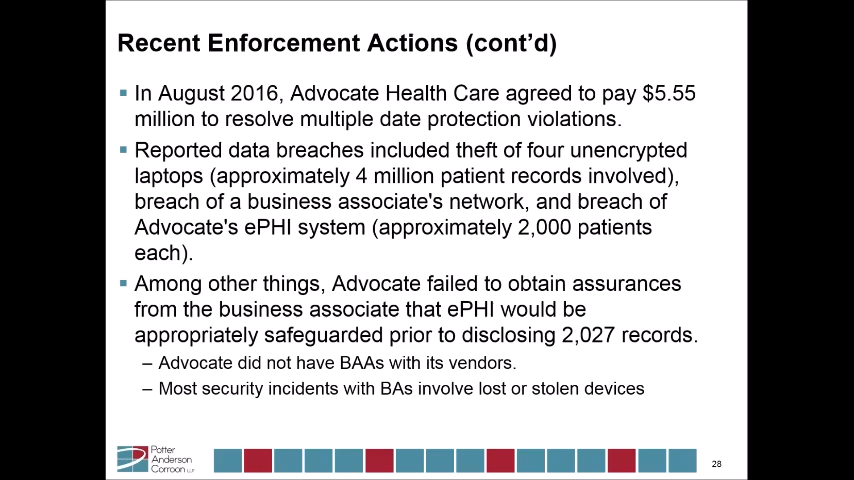 Recent Enforcement Actions (cont’d)
▪ In August 2016, Advocate Health Care agreed to pay $5.55
million to resolve multiple date protection violations.
▪ Reported data breaches included theft of four unencrypted
laptops (approximately 4 million patient records involved),
breach of a business associate's network, and breach of
Advocate's ePHI system (approximately 2,000 patients
each).
▪ Among other things, Advocate failed to obtain assurances
from the business associate that ePHI would be
appropriately safeguarded prior to disclosing 2,027 records.
– Advocate did not have BAAs with its vendors.
– Most security incidents with BAs involve lost or stolen devices
Potter
Anderson
Corroon LLP
28